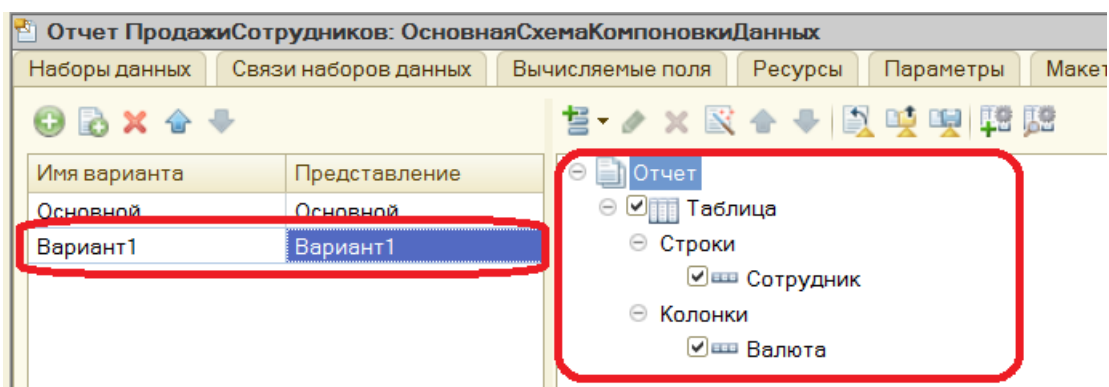 Отчет ПродажиСотрудников: ОсновнаяСхемаКомпоновкиДанных
Наборы данных Связи наборов данных Вычисляемые поля Ресурсы Параметры Макет
Имя варианта Представление
Основной Основной
Вариант1 Вариант1
Отчет
Таблица
Строки
Сотрудник
Колонки
Валюта